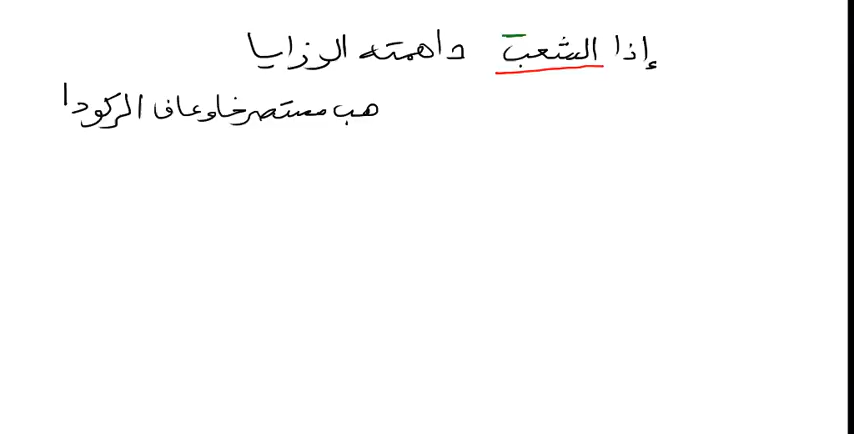 إذا الشعب داهمته الرزايا
هب مستصرخا وعاف الركودا